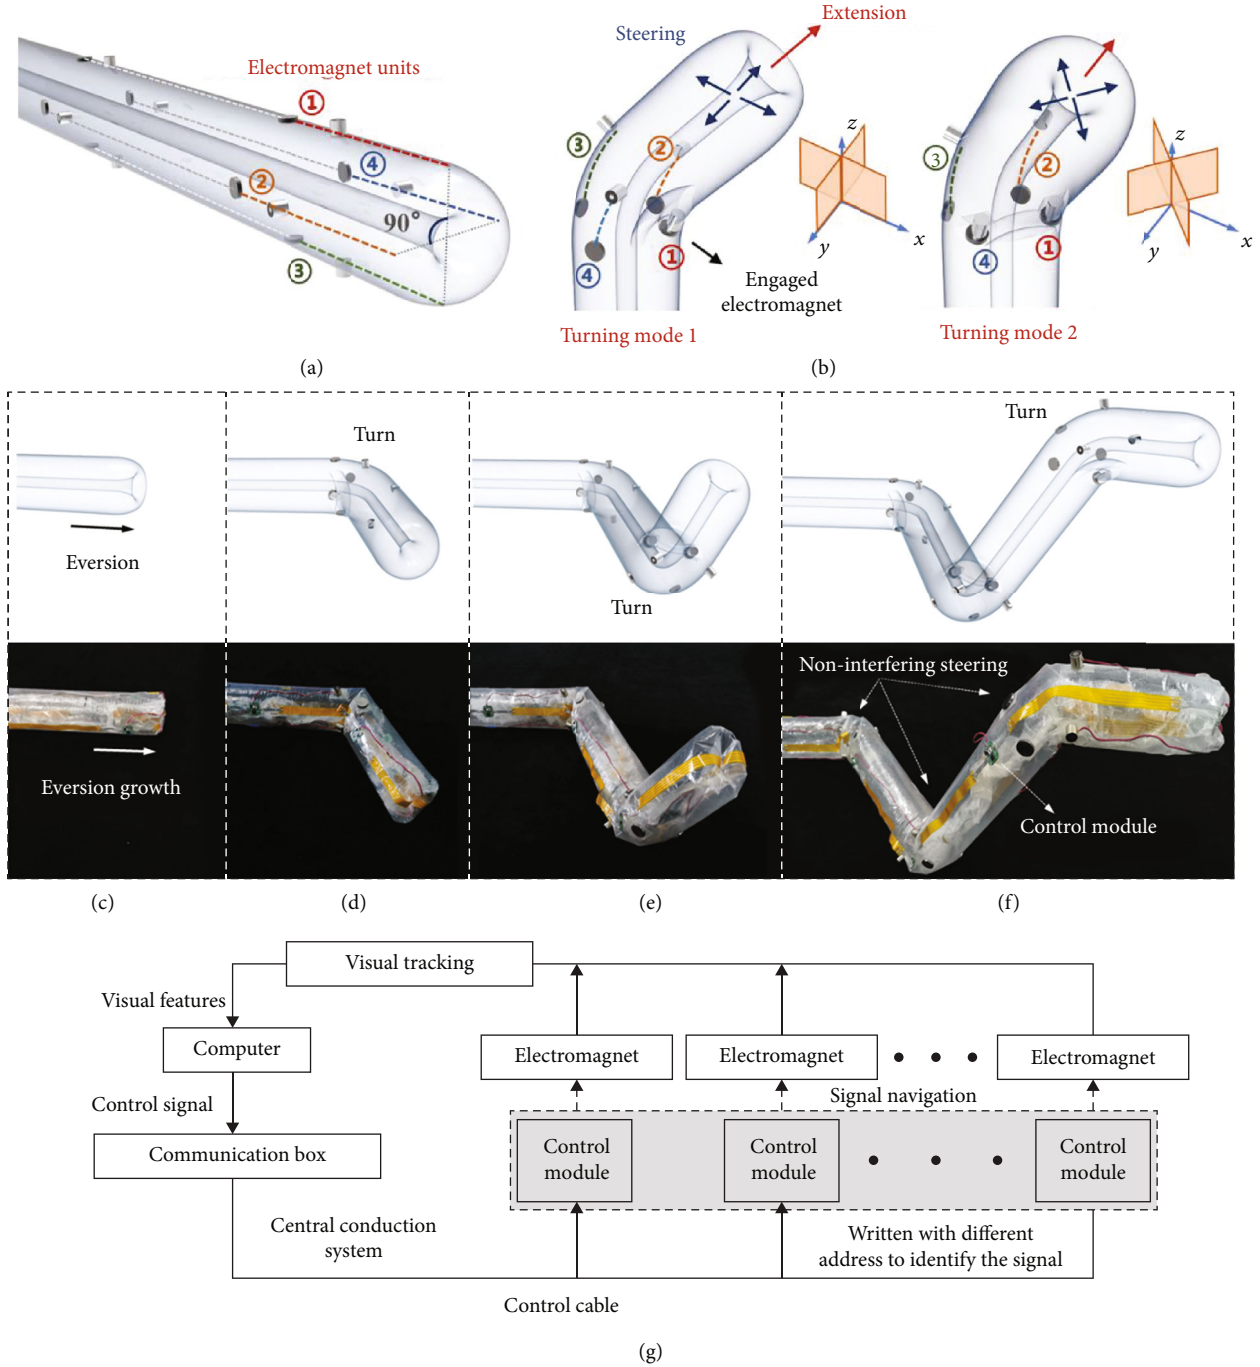 Electromagnet units
①
④
②
90°
③
(a)
Steering
Extension
③
②
④
①
Engaged
electromagnet
Turning mode 1
z
y
x
③
②
④
①
Turning mode 2
z
y
x
(b)
Eversion
Turn
Turn
Turn
Eversion growth
Non-interfering steering
Control module
(c)
(d)
(e)
(f)
Visual tracking
Visual features
Computer
Control signal
Communication box
Electromagnet
Electromagnet
Electromagnet
Signal navigation
Control
module
Control
module
Control
module
Central conduction
system
Written with different
address to identify the signal
Control cable
(g)